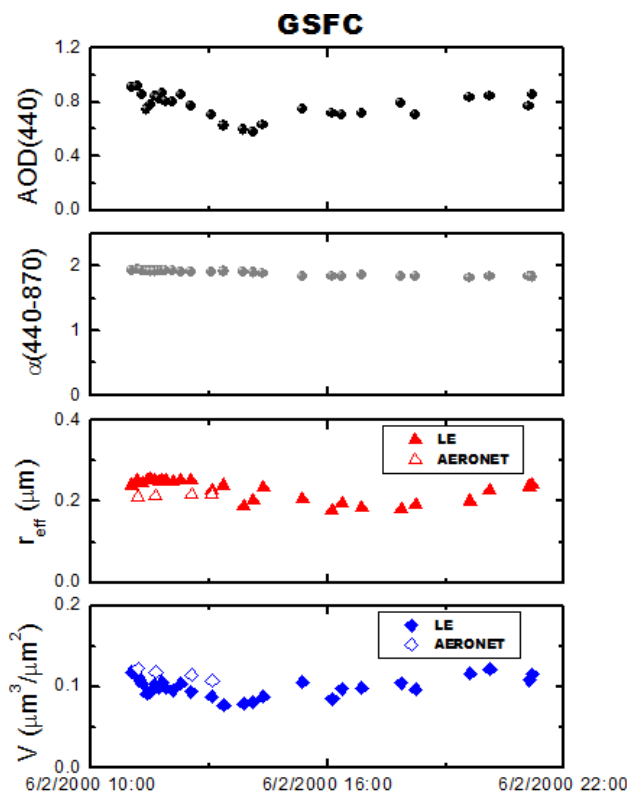 GSFC
1.2
0.8
0.4
0.0
AOD(440)
2
1
0
α(440-870)
0.4
0.2
0.0
r_eff (μm)
LE
AERONET
0.2
0.1
0.0
V (μm³/μm²)
LE
AERONET
6/2/2000 10:00 6/2/2000 16:00 6/2/2000 22:00